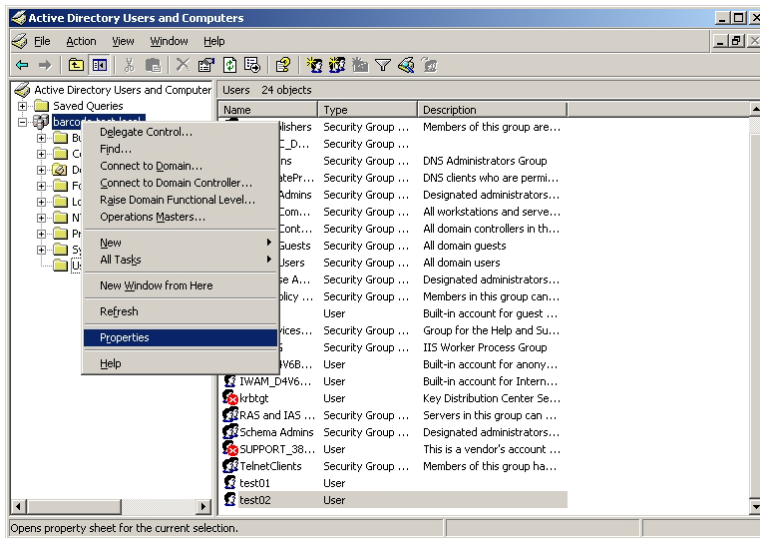 Active Directory Users and Computers
File Action View Window Help
Active Directory Users and Computer
Users 24 objects
Saved Queries
Name Type Description
Security Group ... Members of this group are...
Delegate Control...
Find...
Connect to Domain...
Connect to Domain Controller...
Raise Domain Functional Level...
Operations Masters...
New
All Tasks
New Window from Here
Refresh
Properties
Help
Security Group ...
Security Group ... DNS Administrators Group
Security Group ... DNS clients who are permi...
Admins Security Group ... Designated administrators...
Com... Security Group ... All workstations and serve...
Cont... Security Group ... All domain controllers in th...
Guests Security Group ... All domain guests
Users Security Group ... All domain users
Security Group ... Designated administrators...
Security Group ... Members in this group can...
User Built-in account for guest ...
Security Group ... Group for the Help and Su...
Security Group ... IIS Worker Process Group
User Built-in account for anony...
IWAM_D4V6... User Built-in account for Intern...
krbtgt User Key Distribution Center Se...
RAS and IAS ... Security Group ... Servers in this group can ...
Schema Admins Security Group ... Designated administrators...
SUPPORT_38... User This is a vendor's account ...
TelnetClients Security Group ... Members of this group ha...
test01 User
test02 User
Opens property sheet for the current selection.